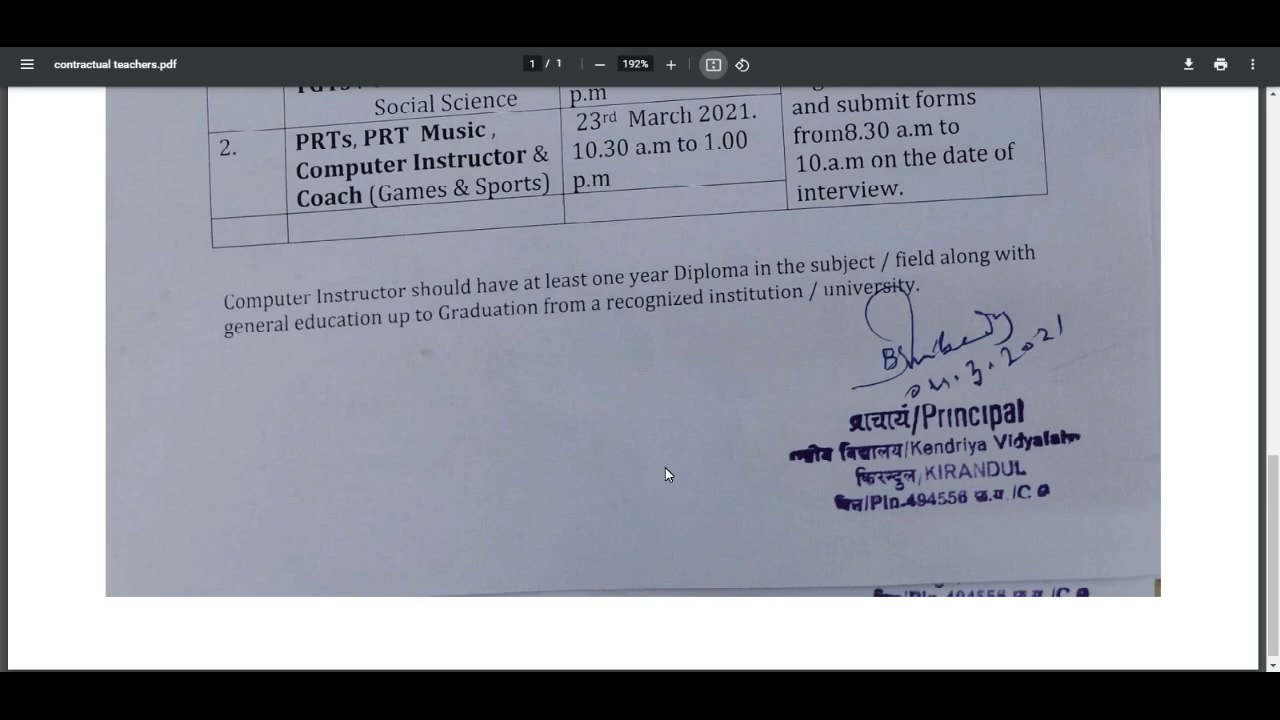 contractual teachers.pdf
1 / 1
192%
Social Science
p.m
and submit forms
2.
PRTs, PRT Music ,
23rd March 2021.
from8.30 a.m to
Computer Instructor &
10.30 a.m to 1.00
10.a.m on the date of
Coach (Games & Sports)
p.m
interview.
Computer Instructor should have at least one year Diploma in the subject / field along with
general education up to Graduation from a recognized institution / university.
3.2021
प्राचार्य/Principal
विद्यालय/Kendriya Vidyalaya
किरन्दुल, KIRANDUL
पिन/Pin-494556 छ.ग./C.G